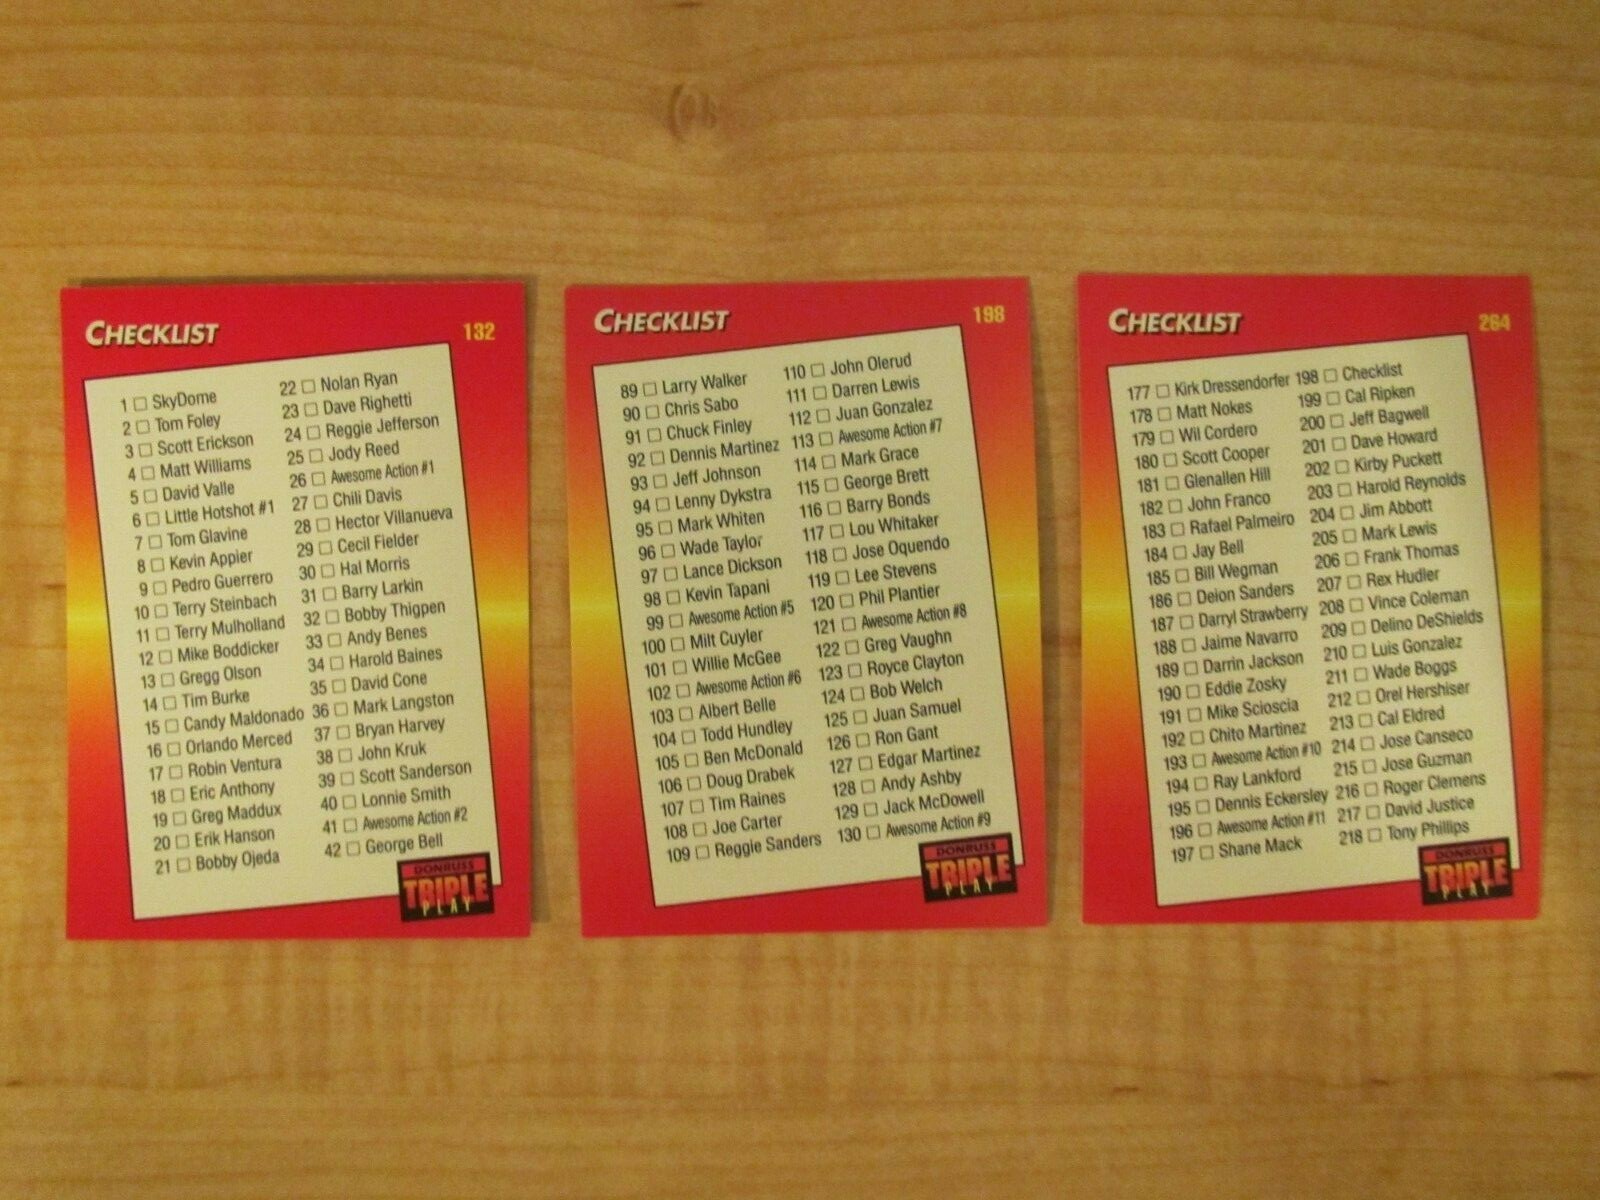 CHECKLIST
132
1 SkyDome
2 Tom Foley
3 Scott Erickson
4 Matt Williams
5 David Valle
6 Little Hotshot #1
7 Tom Glavine
8 Kevin Appier
9 Pedro Guerrero
10 Terry Steinbach
11 Terry Mulholland
12 Mike Boddicker
13 Gregg Olson
14 Tim Burke
15 Candy Maldonado
16 Orlando Merced
17 Robin Ventura
18 Eric Anthony
19 Greg Maddux
20 Erik Hanson
21 Bobby Ojeda
22 Nolan Ryan
23 Dave Righetti
24 Reggie Jefferson
25 Jody Reed
26 Awesome Action #1
27 Chili Davis
28 Hector Villanueva
29 Cecil Fielder
30 Hal Morris
31 Barry Larkin
32 Bobby Thigpen
33 Andy Benes
34 Harold Baines
35 David Cone
36 Mark Langston
37 Bryan Harvey
38 John Kruk
39 Scott Sanderson
40 Lonnie Smith
41 Awesome Action #2
42 George Bell
DONRUSS
TRIPLE
PLAY
CHECKLIST
198
89 Larry Walker
90 Chris Sabo
91 Chuck Finley
92 Dennis Martinez
93 Jeff Johnson
94 Lenny Dykstra
95 Mark Whiten
96 Wade Taylor
97 Lance Dickson
98 Kevin Tapani
99 Awesome Action #5
100 Milt Cuyler
101 Willie McGee
102 Awesome Action #6
103 Albert Belle
104 Todd Hundley
105 Ben McDonald
106 Doug Drabek
107 Tim Raines
108 Joe Carter
109 Reggie Sanders
110 John Olerud
111 Darren Lewis
112 Juan Gonzalez
113 Awesome Action #7
114 Mark Grace
115 George Brett
116 Barry Bonds
117 Lou Whitaker
118 Jose Oquendo
119 Lee Stevens
120 Phil Plantier
121 Awesome Action #8
122 Greg Vaughn
123 Royce Clayton
124 Bob Welch
125 Juan Samuel
126 Ron Gant
127 Edgar Martinez
128 Andy Ashby
129 Jack McDowell
130 Awesome Action #9
DONRUSS
TRIPLE
PLAY
CHECKLIST
264
177 Kirk Dressendorfer
178 Matt Nokes
179 Wil Cordero
180 Scott Cooper
181 Glenallen Hill
182 John Franco
183 Rafael Palmeiro
184 Jay Bell
185 Bill Wegman
186 Deion Sanders
187 Darryl Strawberry
188 Jaime Navarro
189 Darrin Jackson
190 Eddie Zosky
191 Mike Scioscia
192 Chito Martinez
193 Awesome Action #10
194 Ray Lankford
195 Dennis Eckersley
196 Awesome Action #11
197 Shane Mack
198 Checklist
199 Cal Ripken
200 Jeff Bagwell
201 Dave Howard
202 Kirby Puckett
203 Harold Reynolds
204 Jim Abbott
205 Mark Lewis
206 Frank Thomas
207 Rex Hudler
208 Vince Coleman
209 Delino DeShields
210 Luis Gonzalez
211 Wade Boggs
212 Orel Hershiser
213 Cal Eldred
214 Jose Canseco
215 Jose Guzman
216 Roger Clemens
217 David Justice
218 Tony Phillips
DONRUSS
TRIPLE
PLAY